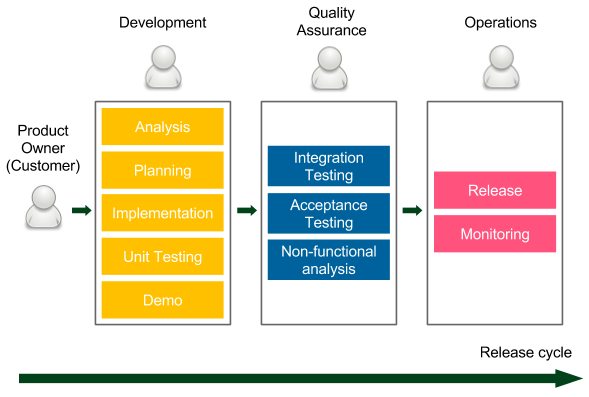 Development
Quality
Assurance
Operations
Product
Owner
(Customer)
Analysis
Planning
Implementation
Unit Testing
Demo
Integration
Testing
Acceptance
Testing
Non-functional
analysis
Release
Monitoring
Release cycle